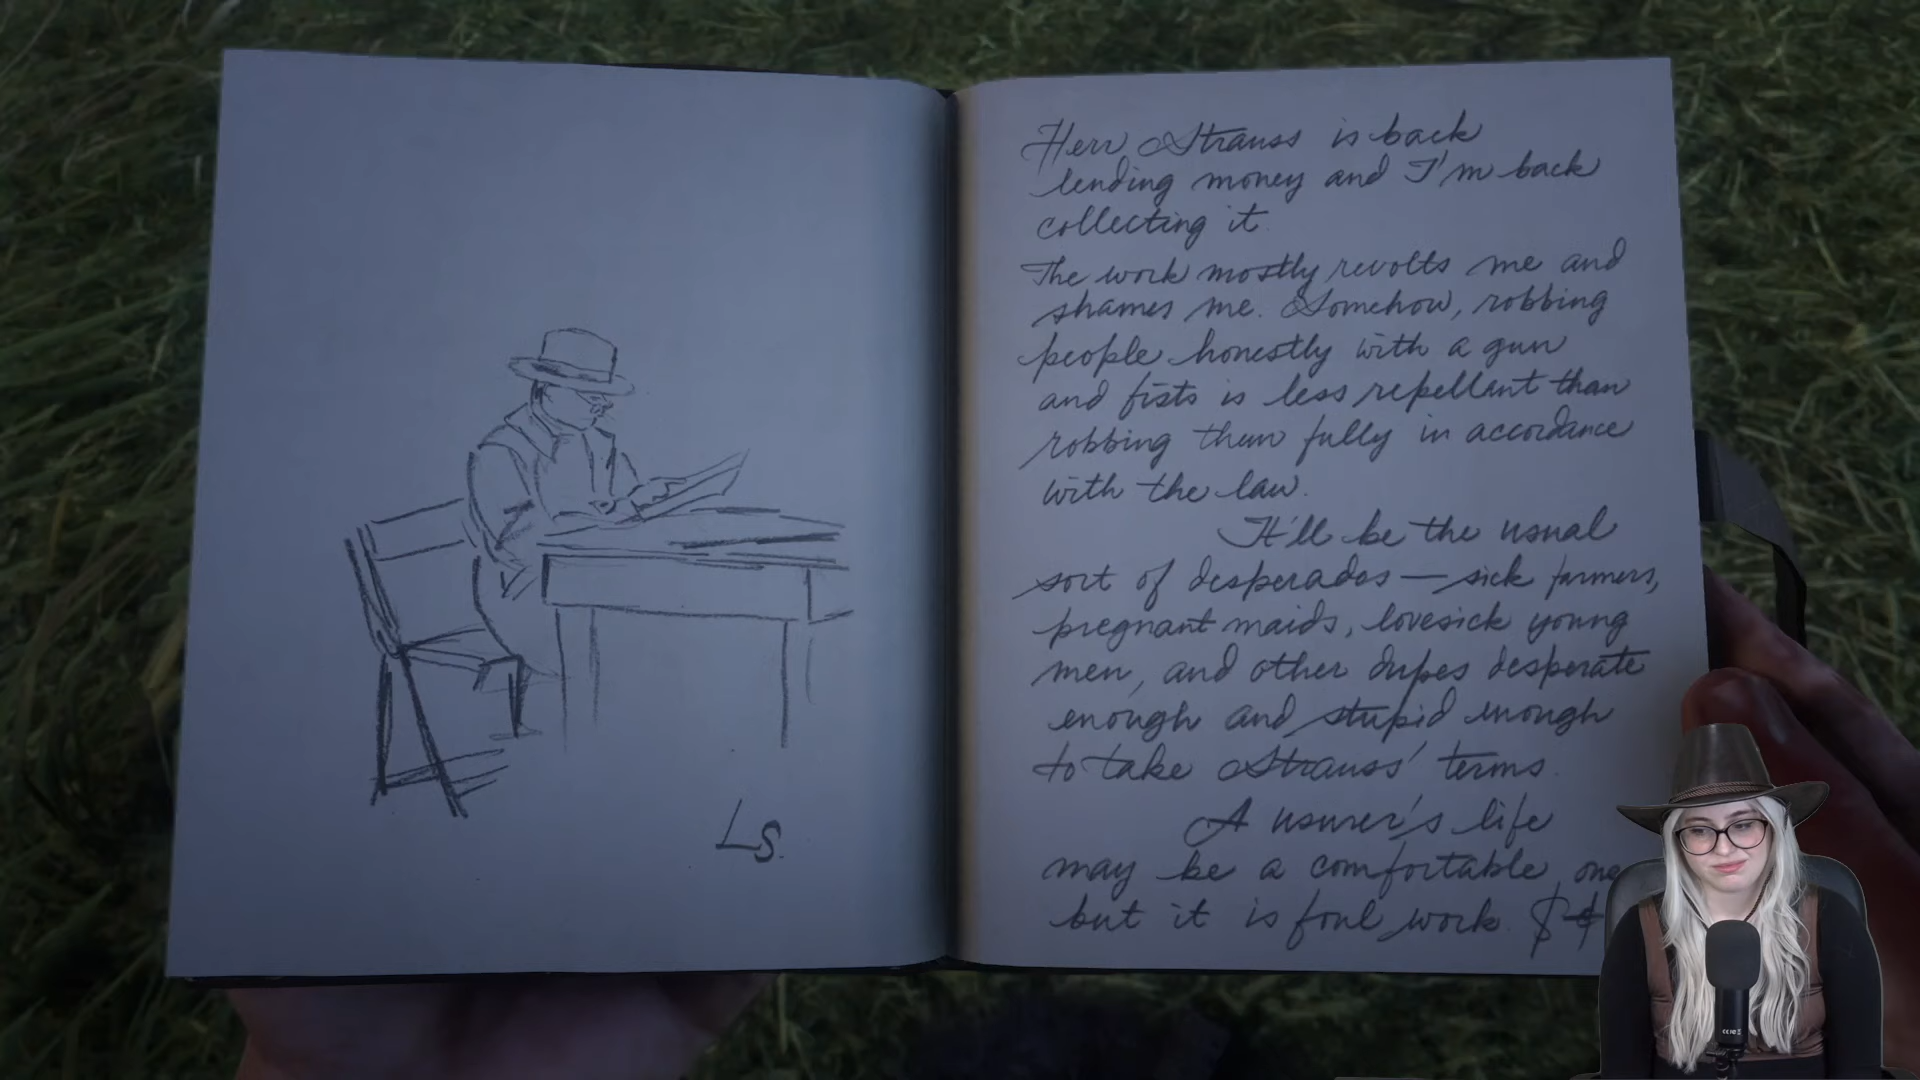 LS.
Herr Strauss is back
lending money and I'm back
collecting it.
The work mostly revolts me and
shames me. Somehow, robbing
people honestly with a gun
and fists is less repellant than
robbing them fully in accordance
with the law.
It'll be the usual
sort of desperados — sick farmers,
pregnant maids, lovesick young
men, and other dupes desperate
enough and stupid enough
to take Strauss' terms.
A usurer's life
may be a comfortable one
but it is foul work. $